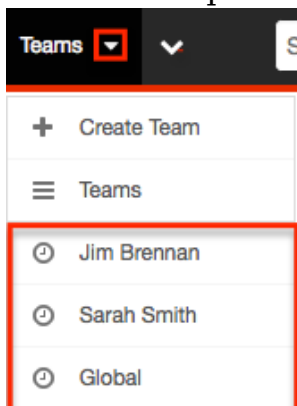 Teams
S
Create Team
Teams
Jim Brennan
Sarah Smith
Global